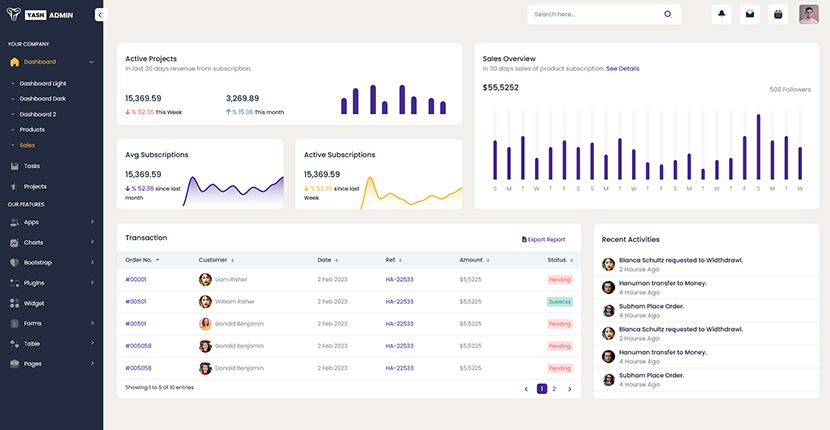 YASH ADMIN
Search here...
YOUR COMPANY
Dashboard
Dashboard Light
Dashboard Dark
Dashboard 2
Products
Sales
Tasks
Projects
OUR FEATURES
Apps
Charts
Bootstrap
Plugins
Widget
Forms
Table
Pages
Active Projects
In last 30 days revenue from subscription.
15,369.59
% 52.36 This Week
3,269.89
% 15.36 This month
Avg Subscriptions
15,369.59
% 52.36 since last
month
Active Subscriptions
15,369.59
% 52.36 since last
Week
Sales Overview
In 30 days sales of product subscription. See Details
$55,5252
500 Followers
S M T W T F S S M T W T F S S M T W T F S T W
Transaction
Export Report
Order No. Customer Date Ref Amount Status
#00001 Liam Risher 2 Feb 2023 HA-22533 $5,5225 Pending
#00501 William Risher 2 Feb 2023 HA-22533 $5,5225 Sueecss
#00501 Donald Benjamin 2 Feb 2023 HA-22533 $5,5225 Pending
#005058 Donald Benjamin 2 Feb 2023 HA-22533 $5,5225 Pending
#005058 Donald Benjamin 2 Feb 2023 HA-22533 $5,5225 Pending
Showing 1 to 5 of 10 entries
1 2
Recent Activities
Blanca Schultz requested to Widthdrawl.
2 Hourse Ago
Hanuman transfer to Money.
4 Hourse Ago
Subham Place Order.
4 Hourse Ago
Blanca Schultz requested to Widthdrawl.
2 Hourse Ago
Hanuman transfer to Money.
4 Hourse Ago
Subham Place Order.
4 Hourse Ago